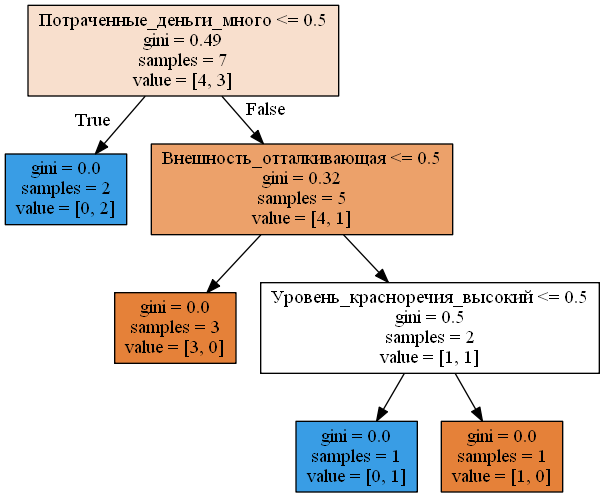 Потраченные_деньги_много <= 0.5
gini = 0.49
samples = 7
value = [4, 3]
True
False
gini = 0.0
samples = 2
value = [0, 2]
Внешность_отталкивающая <= 0.5
gini = 0.32
samples = 5
value = [4, 1]
gini = 0.0
samples = 3
value = [3, 0]
Уровень_красноречия_высокий <= 0.5
gini = 0.5
samples = 2
value = [1, 1]
gini = 0.0
samples = 1
value = [0, 1]
gini = 0.0
samples = 1
value = [1, 0]